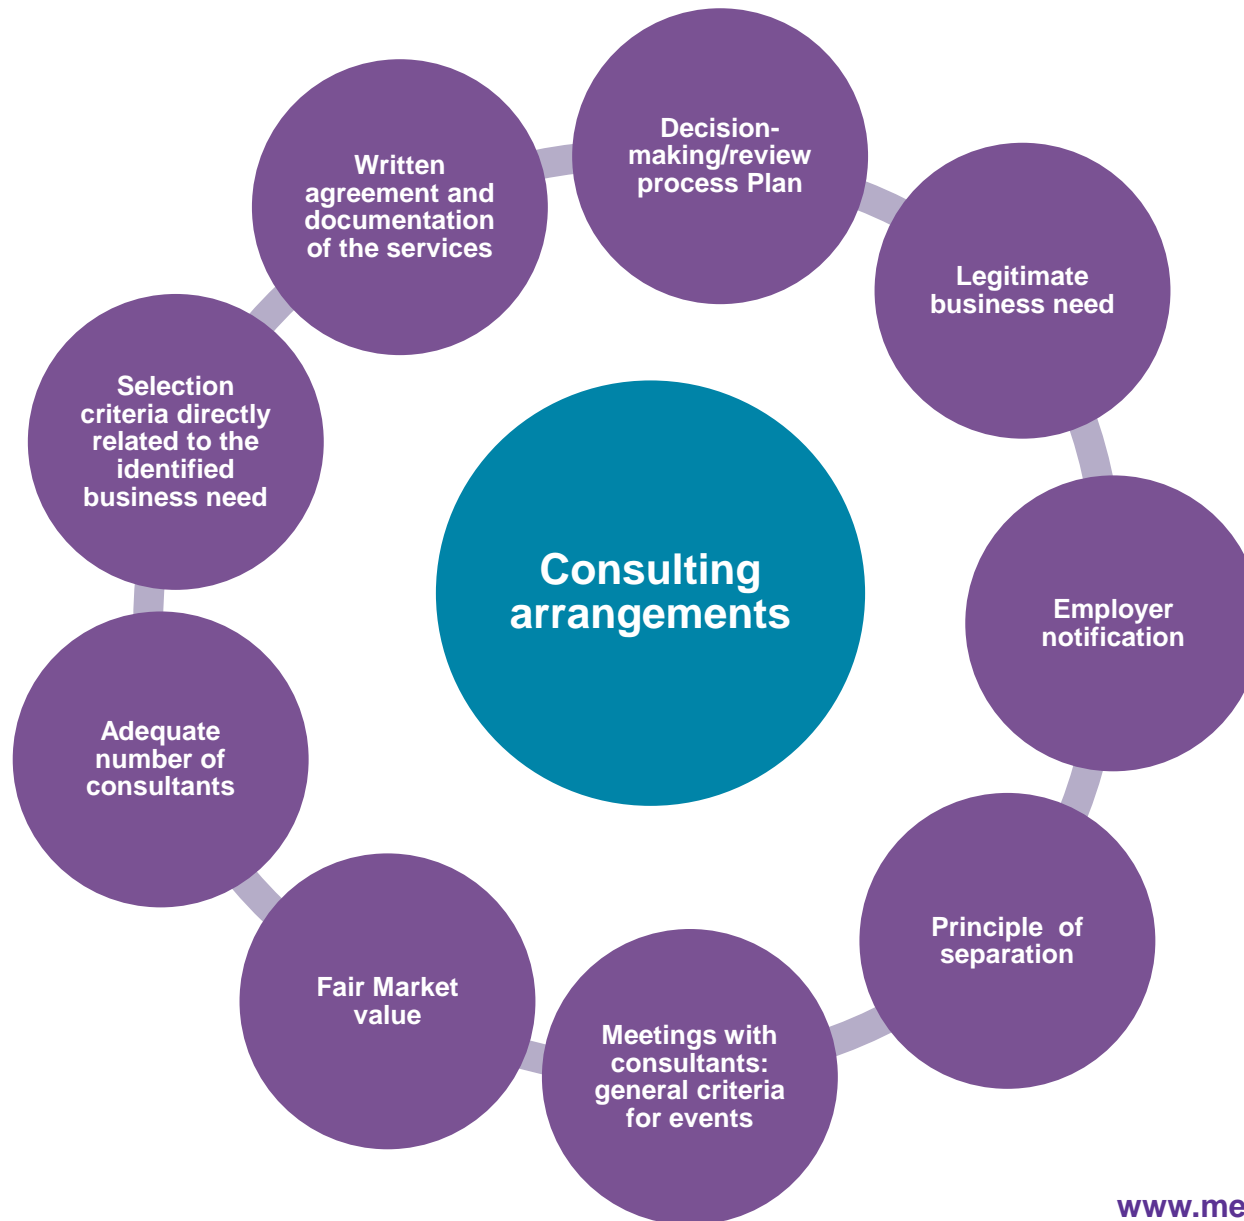 Decision-
making/review
process Plan
Written
agreement and
documentation
of the services
Legitimate
business need
Selection
criteria directly
related to the
identified
business need
Consulting
arrangements
Employer
notification
Adequate
number of
consultants
Principle of
separation
Fair Market
value
Meetings with
consultants:
general criteria
for events
www.me